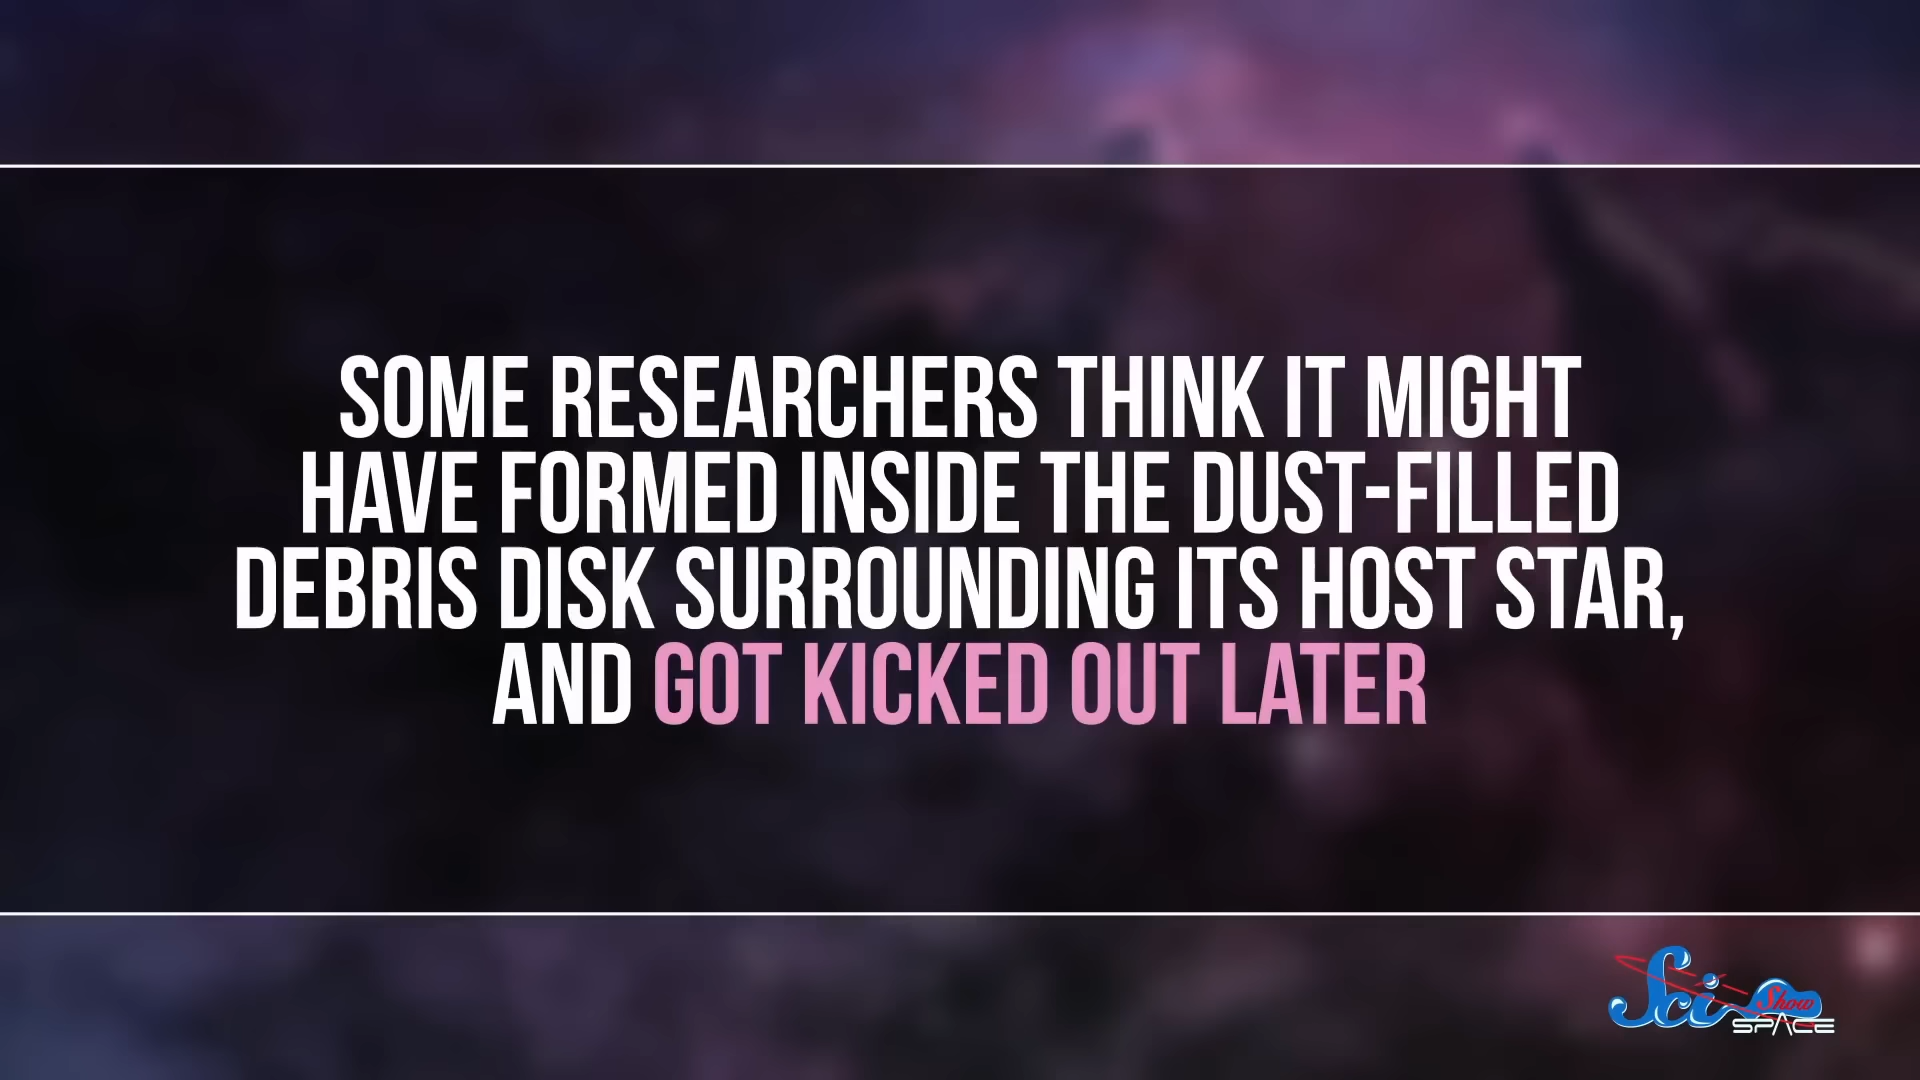 SOME RESEARCHERS THINK IT MIGHT
HAVE FORMED INSIDE THE DUST-FILLED
DEBRIS DISK SURROUNDING ITS HOST STAR,
AND GOT KICKED OUT LATER
Sci Show
SPACE